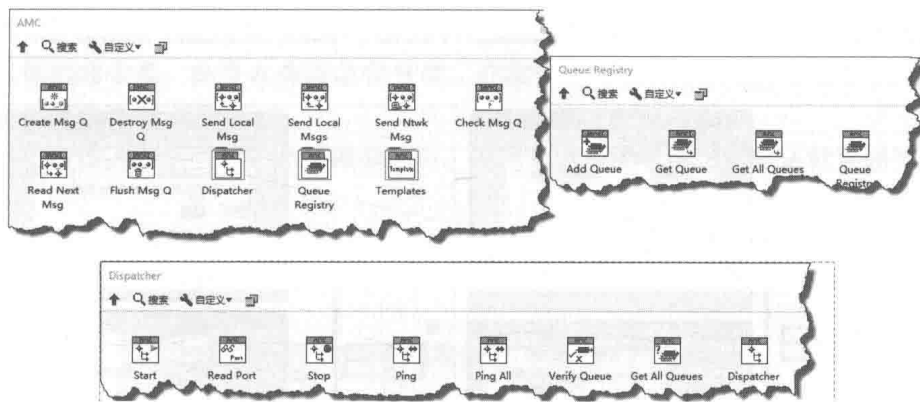 AMC
搜索 自定义
Create Msg Q Destroy Msg Q Send Local Msg Send Local Msgs Send Ntwk Msg Check Msg Q
Read Next Msg Flush Msg Q Dispatcher Queue Registry Templates
Queue Registry
搜索 自定义
Add Queue Get Queue Get All Queues Queue Registry
Dispatcher
搜索 自定义
Start Read Port Stop Ping Ping All Verify Queue Get All Queues Dispatcher